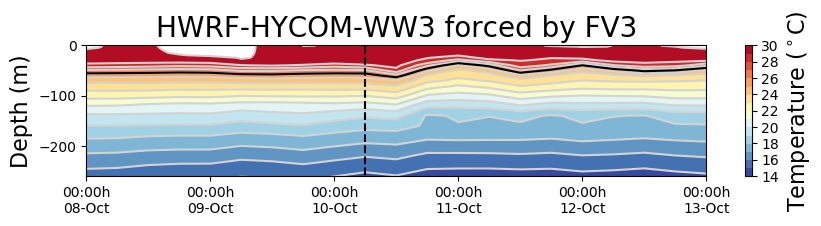 HWRF-HYCOM-WW3 forced by FV3
Depth (m)
0
−100
−200
00:00h 00:00h 00:00h 00:00h 00:00h 00:00h
08-Oct 09-Oct 10-Oct 11-Oct 12-Oct 13-Oct
30
28
26
24
22
20
18
16
14
Temperature (°C)